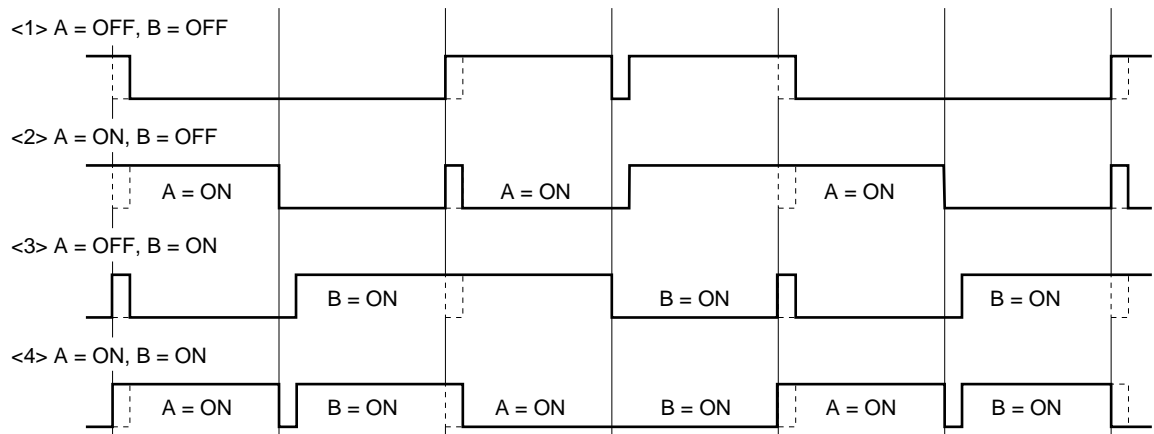 <1> A = OFF, B = OFF
<2> A = ON, B = OFF
A = ON A = ON A = ON
<3> A = OFF, B = ON
B = ON B = ON B = ON
<4> A = ON, B = ON
A = ON B = ON A = ON B = ON A = ON B = ON